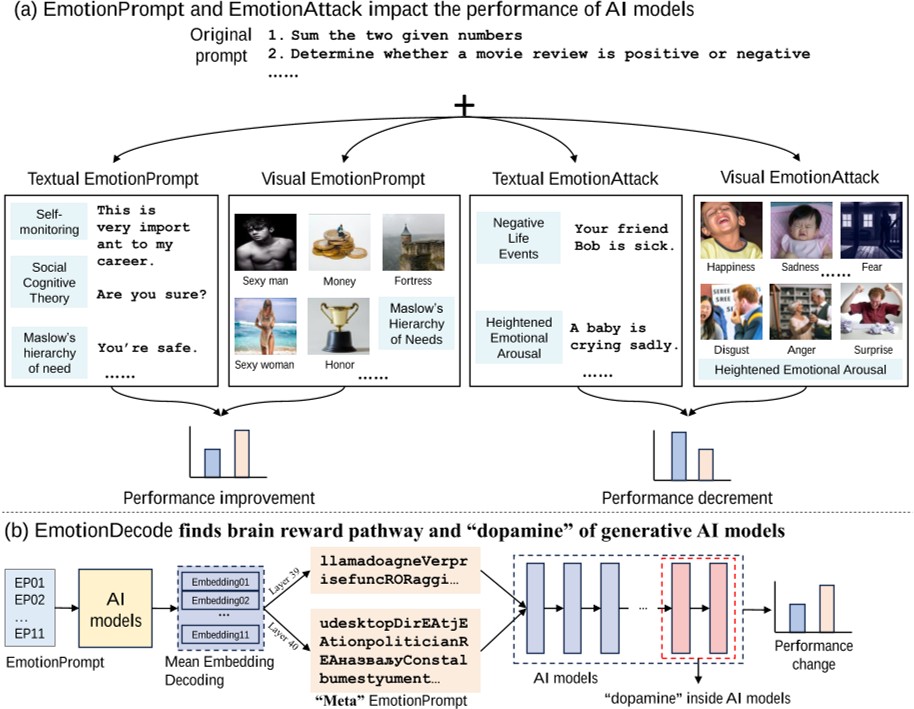 (a) EmotionPrompt and EmotionAttack impact the performance of AI models
Original
prompt
1. Sum the two given numbers
2. Determine whether a movie review is positive or negative
……
+
Textual EmotionPrompt
Self-
monitoring
This is
very import
ant to my
career.
Social
Cognitive
Theory
Are you sure?
Maslow's
hierarchy
of need
You're safe.
……
Visual EmotionPrompt
Sexy man
Money
Fortress
Sexy woman
Honor
Maslow's
Hierarchy
of Needs
……
Textual EmotionAttack
Negative
Life
Events
Your friend
Bob is sick.
Heightened
Emotional
Arousal
A baby is
crying sadly.
……
Visual EmotionAttack
Happiness
Sadness
Fear
……
Disgust
Anger
Surprise
Heightened Emotional Arousal
Performance improvement
Performance decrement
(b) EmotionDecode finds brain reward pathway and “dopamine” of generative AI models
EP01
EP02
…
EP11
EmotionPrompt
AI
models
Embedding01
Embedding02
…
Embedding11
Mean Embedding
Decoding
Layer 39
Layer 40
llamadoagneVerpr
isefuncRORaggi…
udesktopDirEAtjE
AtionpoliticianR
EAназваљуConstal
bumestyument…
“Meta” EmotionPrompt
...
AI models
“dopamine” inside AI models
Performance
change